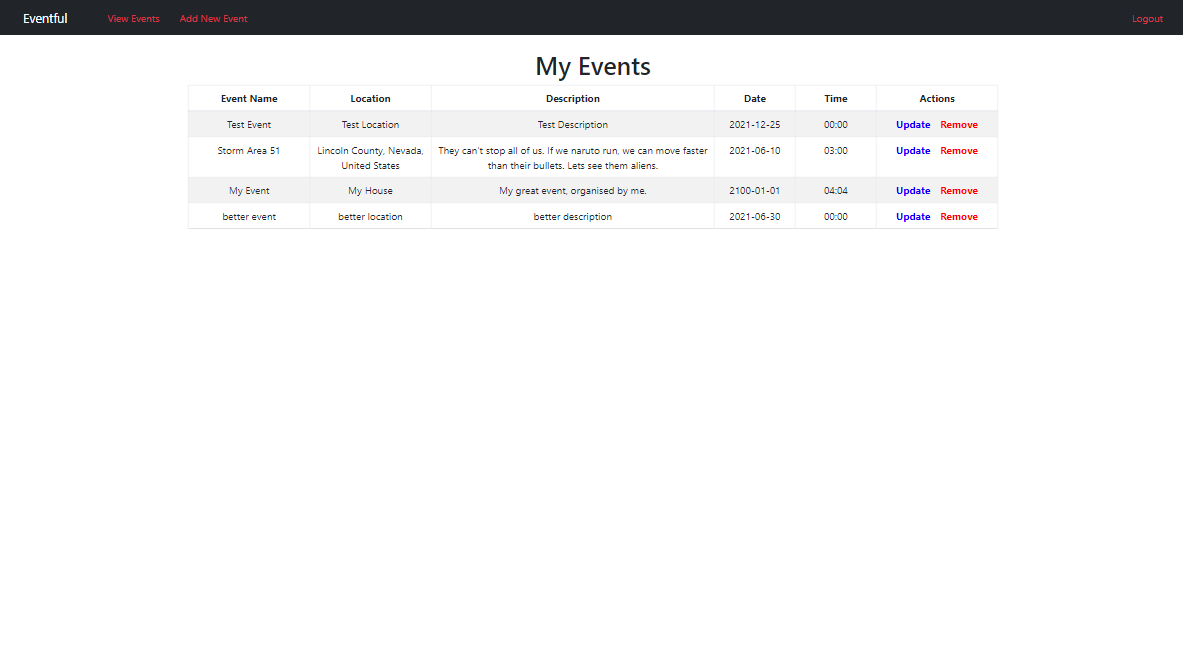 Eventful View Events Add New Event Logout
My Events
Event Name Location Description Date Time Actions
Test Event Test Location Test Description 2021-12-25 00:00 Update Remove
Storm Area 51 Lincoln County, Nevada, They can't stop all of us. If we naruto run, we can move faster 2021-06-10 03:00 Update Remove
United States than their bullets. Lets see them aliens.
My Event My House My great event, organised by me. 2100-01-01 04:04 Update Remove
better event better location better description 2021-06-30 00:00 Update Remove